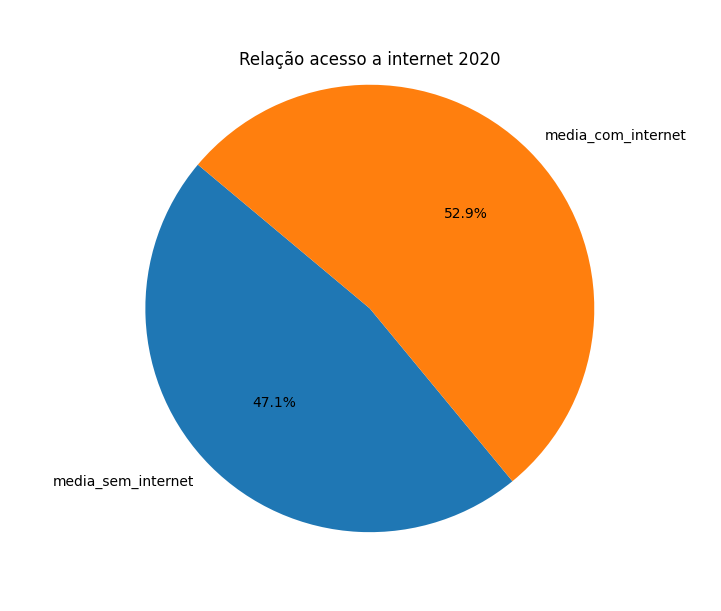 Relação acesso a internet 2020
media_com_internet
52.9%
47.1%
media_sem_internet